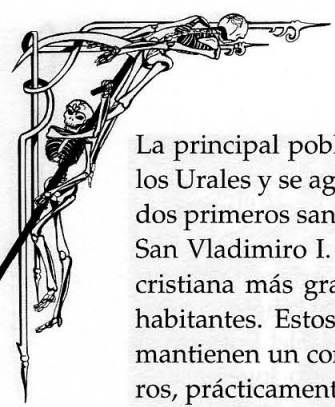 La principal pobl
los Urales y se ag
dos primeros san
San Vladimiro I.
cristiana más gra
habitantes. Estos
mantienen un cor
ros, prácticament